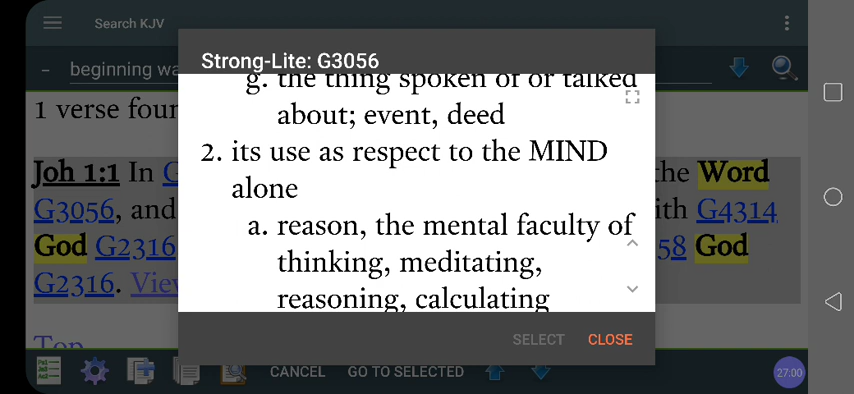 Search KJV
beginning wa
1 verse four
Joh 1:1 In G
G3056, and
God G2316
G2316. View
Top
the Word
ith G4314
58 God
Strong-Lite: G3056
g. the thing spoken of or talked
about; event, deed
2. its use as respect to the MIND
alone
a. reason, the mental faculty of
thinking, meditating,
reasoning, calculating
SELECT CLOSE
CANCEL GO TO SELECTED
27:00